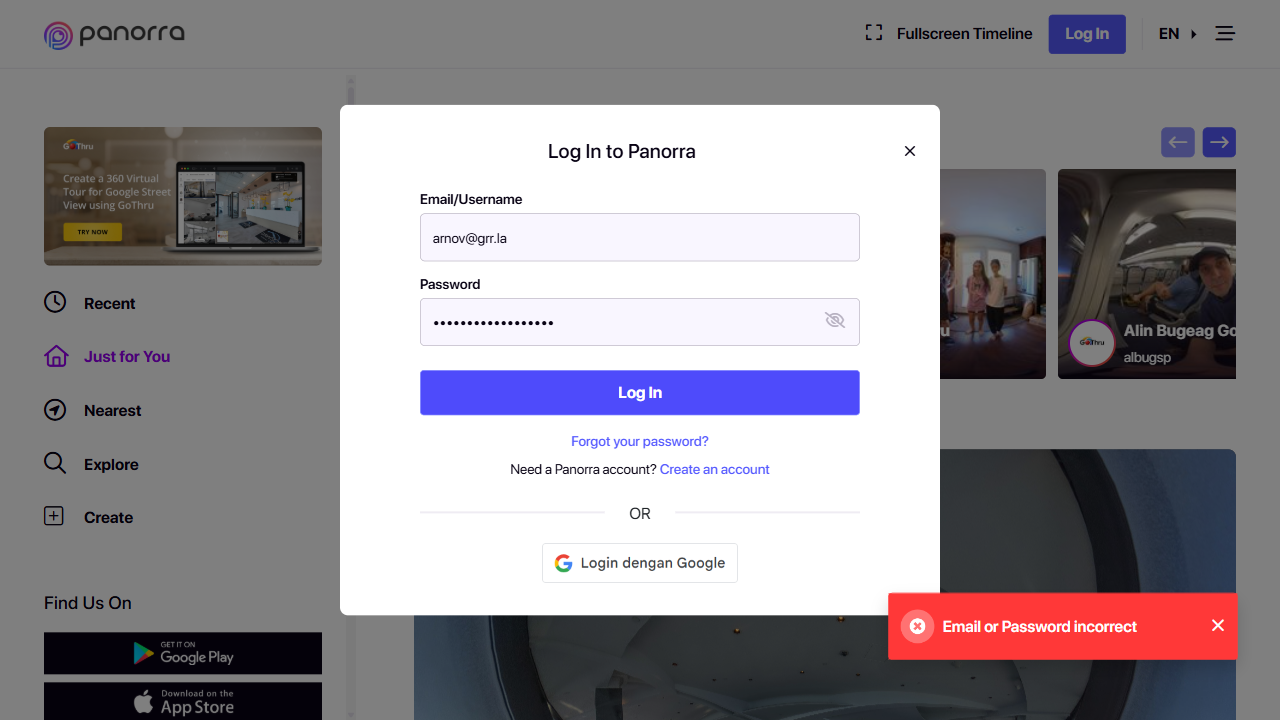 panorra
Fullscreen Timeline
Log In
EN
GoThru
Create a 360 Virtual
Tour for Google Street
View using GoThru
TRY NOW
Recent
Just for You
Nearest
Explore
Create
Find Us On
GET IT ON
Google Play
Download on the
App Store
Log In to Panorra
Email/Username
arnov@grr.la
Password
••••••••••••••••••
Log In
Forgot your password?
Need a Panorra account? Create an account
OR
Login dengan Google
u
GoThru
Alin Bugeag Go
albugsp
Email or Password incorrect